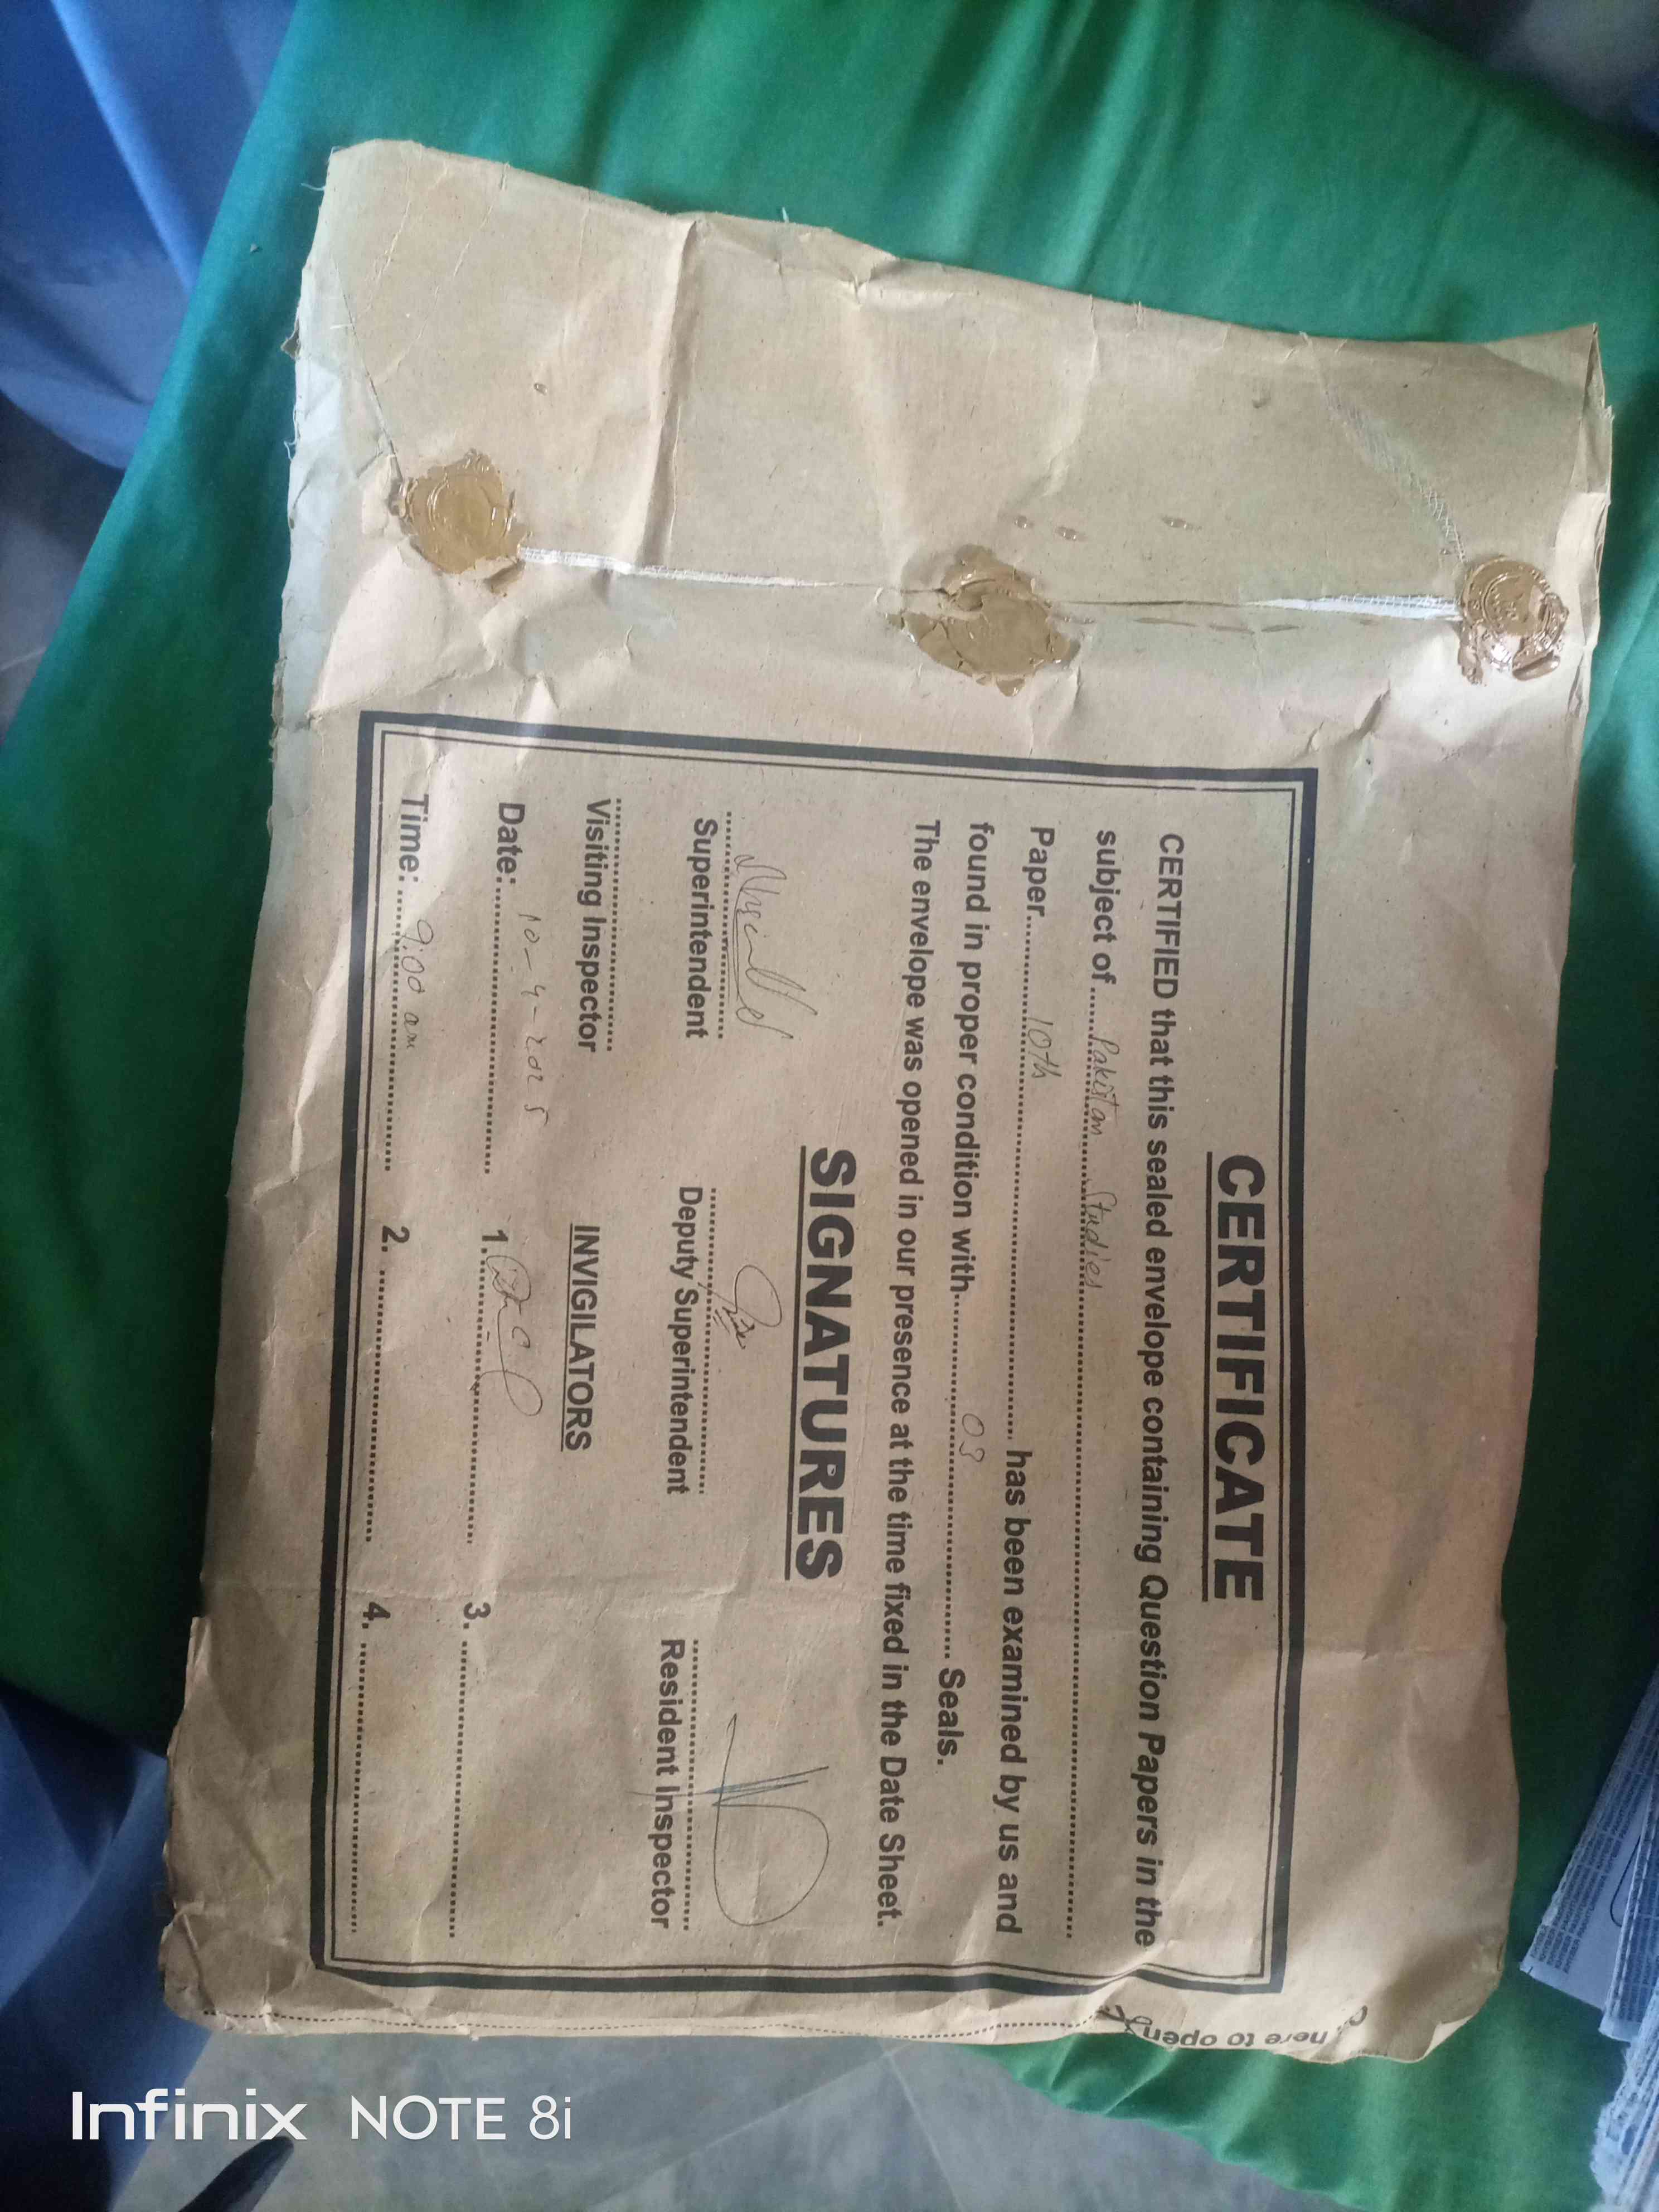 CERTIFICATE
CERTIFIED that this sealed envelope containing Question Papers in the
subject of ...... Pakistan Studies ......
Paper ...... 10th ...... has been examined by us and
found in proper condition with ...... 03 ...... Seals.
The envelope was opened in our presence at the time fixed in the Date Sheet.
SIGNATURES
Superintendent Deputy Superintendent Resident Inspector
Visiting Inspector INVIGILATORS
Date: ...... 10-4-2025 ...... 1. ...... 3. ......
Time: ...... 9:00 am ...... 2. ...... 4. ......
here to open
Infinix NOTE 8i